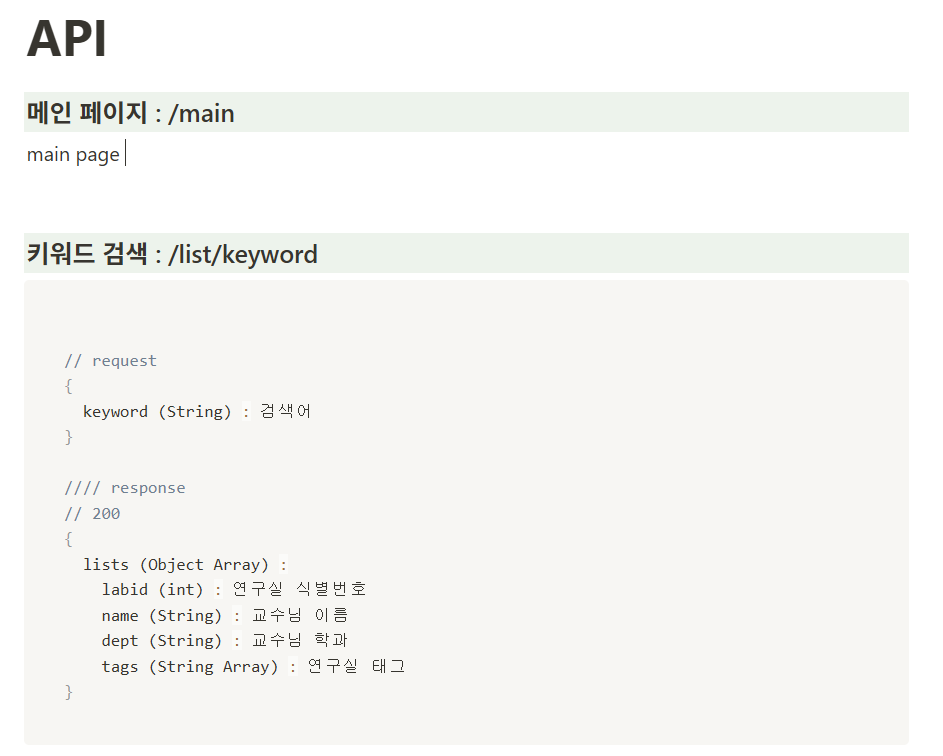 API
메인 페이지 : /main
main page
키워드 검색 : /list/keyword
// request
{
keyword (String) : 검색어
}
//// response
// 200
{
lists (Object Array) :
labid (int) : 연구실 식별번호
name (String) : 교수님 이름
dept (String) : 교수님 학과
tags (String Array) : 연구실 태그
}